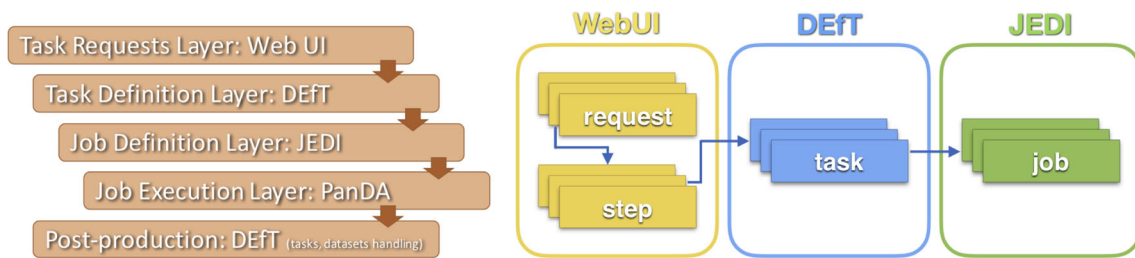 Task Requests Layer: Web UI
Task Definition Layer: DEfT
Job Definition Layer: JEDI
Job Execution Layer: PanDA
Post-production: DEfT (tasks, datasets handling)
WebUI
request
step
DEfT
task
JEDI
job